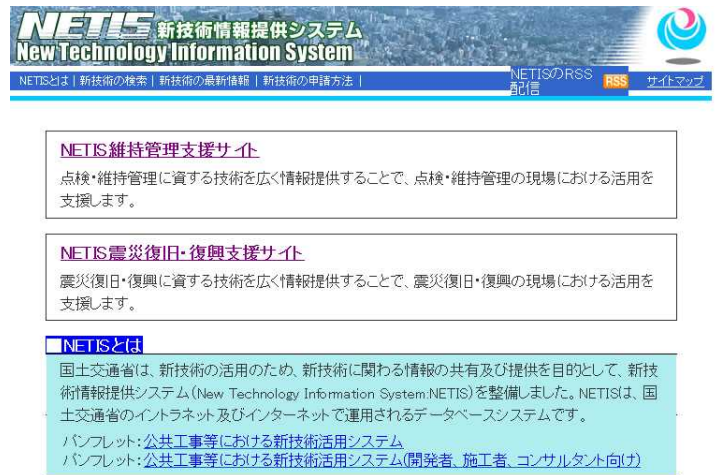 NETIS 新技術情報提供システム
New Technology Information System
NETISとは | 新技術の検索 | 新技術の最新情報 | 新技術の申請方法 |
NETISのRSS
配信
RSS
サイトマップ
NETIS維持管理支援サイト
点検・維持管理に資する技術を広く情報提供することで、点検・維持管理の現場における活用を
支援します。
NETIS震災復旧・復興支援サイト
震災復旧・復興に資する技術を広く情報提供することで、震災復旧・復興の現場における活用を
支援します。
■NETISとは
国土交通省は、新技術の活用のため、新技術に関わる情報の共有及び提供を目的として、新技
術情報提供システム(New Technology Information System:NETIS)を整備しました。NETISは、国
土交通省のイントラネット及びインターネットで運用されるデータベースシステムです。
パンフレット:公共工事等における新技術活用システム
パンフレット:公共工事等における新技術活用システム(開発者、施工者、コンサルタント向け)